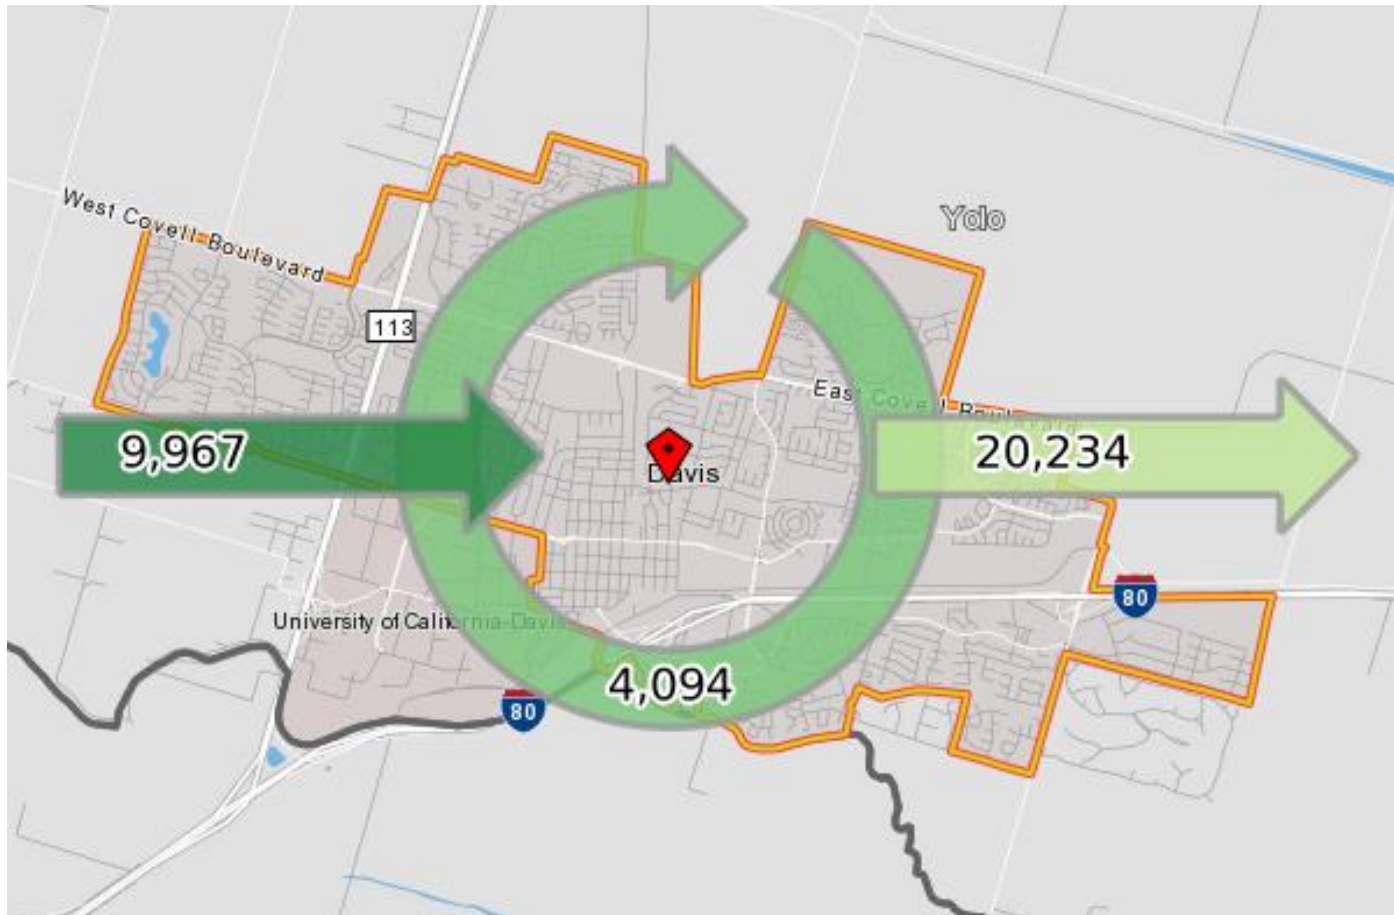 West Covell Boulevard
Yolo
113
East Covell Boulevard
9,967
20,234
Davis
80
University of California-Davis
4,094
80